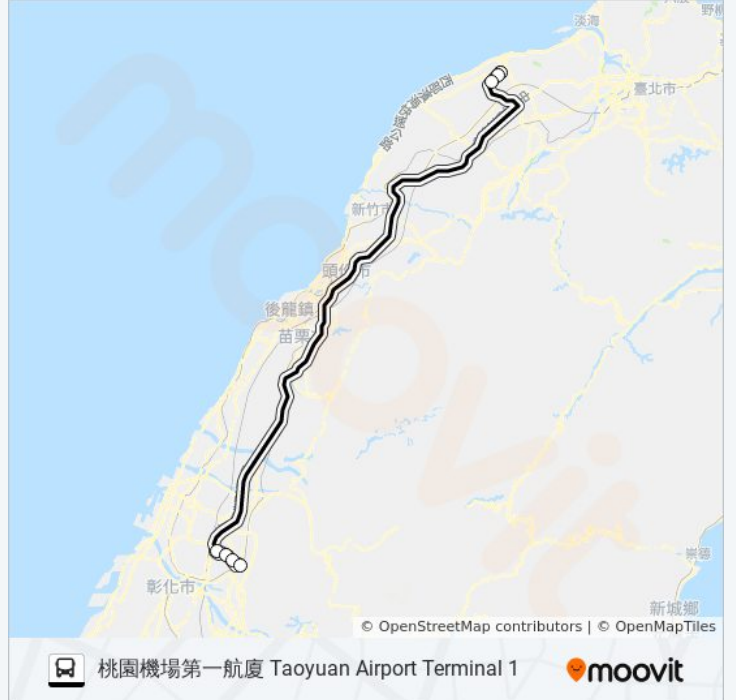 淡海
臺北市
新竹市
頭份市
後龍鎮
苗栗
彰化市
崇德
新城鄉
© OpenStreetMap contributors | © OpenMapTiles
桃園機場第一航廈 Taoyuan Airport Terminal 1
moovit